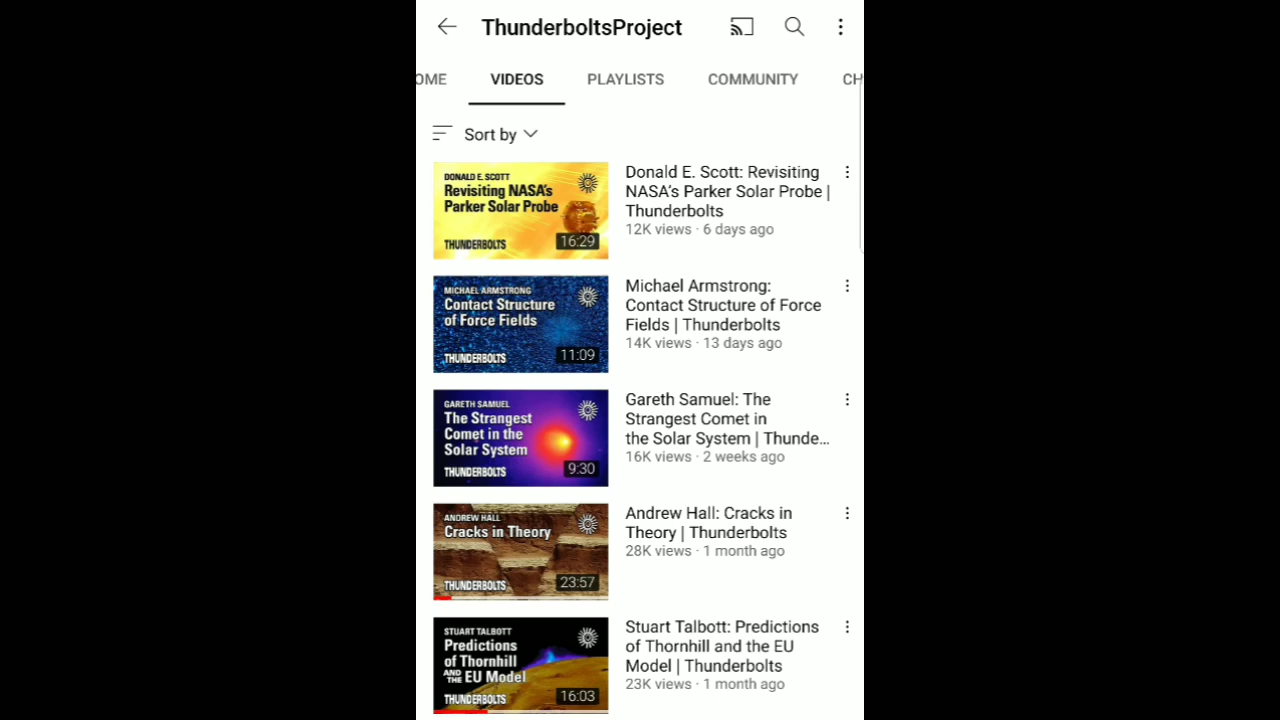 ThunderboltsProject
OME VIDEOS PLAYLISTS COMMUNITY CH
Sort by
DONALD E. SCOTT
Revisiting NASA's
Parker Solar Probe
THUNDERBOLTS
16:29
Donald E. Scott: Revisiting
NASA's Parker Solar Probe |
Thunderbolts
12K views · 6 days ago
MICHAEL ARMSTRONG
Contact Structure
of Force Fields
THUNDERBOLTS
11:09
Michael Armstrong:
Contact Structure of Force
Fields | Thunderbolts
14K views · 13 days ago
GARETH SAMUEL
The Strangest
Comet in the
Solar System
THUNDERBOLTS
9:30
Gareth Samuel: The
Strangest Comet in
the Solar System | Thunde...
16K views · 2 weeks ago
ANDREW HALL
Cracks in Theory
THUNDERBOLTS
23:57
Andrew Hall: Cracks in
Theory | Thunderbolts
28K views · 1 month ago
STUART TALBOTT
Predictions
of Thornhill
AND THE EU Model
THUNDERBOLTS
16:03
Stuart Talbott: Predictions
of Thornhill and the EU
Model | Thunderbolts
23K views · 1 month ago